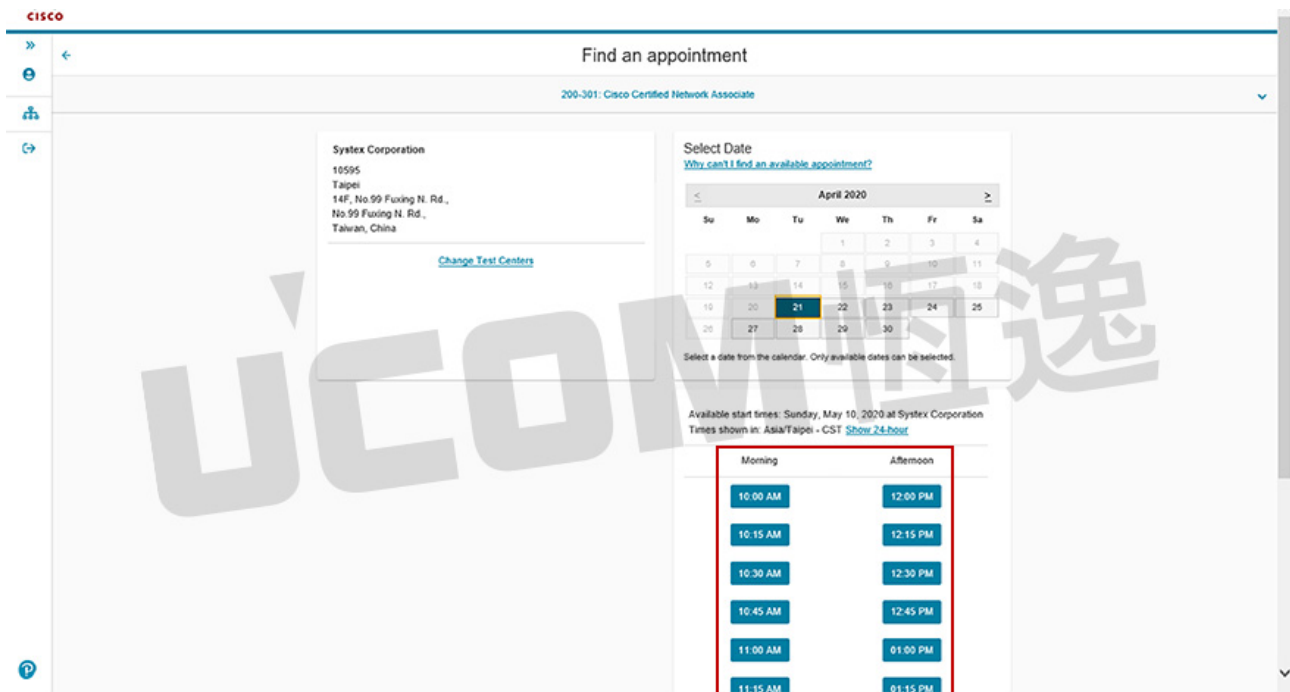 CISCO
Find an appointment
200-301: Cisco Certified Network Associate
Systex Corporation
10595
Taipei
14F, No.99 Fuxing N. Rd.,
No.99 Fuxing N. Rd.,
Taiwan, China
Change Test Centers
Select Date
Why can't I find an available appointment?
< April 2020 >
Su Mo Tu We Th Fr Sa
1 2 3 4
5 6 7 8 9 10 11
12 13 14 15 16 17 18
19 20 21 22 23 24 25
26 27 28 29 30
Select a date from the calendar. Only available dates can be selected.
UCOM恆逸
Available start times: Sunday, May 10, 2020 at Systex Corporation
Times shown in: Asia/Taipei - CST Show 24-hour
Morning Afternoon
10:00 AM 12:00 PM
10:15 AM 12:15 PM
10:30 AM 12:30 PM
10:45 AM 12:45 PM
11:00 AM 01:00 PM
11:15 AM 01:15 PM